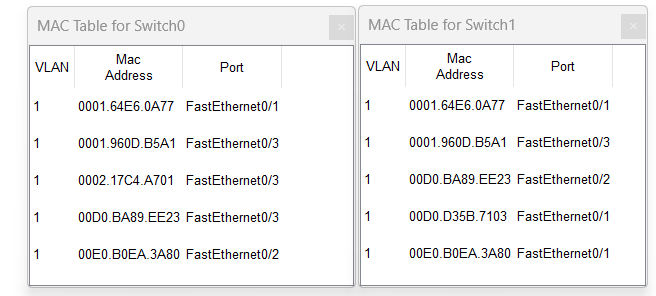 MAC Table for Switch0
VLAN Mac Address Port
1 0001.64E6.0A77 FastEthernet0/1
1 0001.960D.B5A1 FastEthernet0/3
1 0002.17C4.A701 FastEthernet0/3
1 00D0.BA89.EE23 FastEthernet0/3
1 00E0.B0EA.3A80 FastEthernet0/2
MAC Table for Switch1
VLAN Mac Address Port
1 0001.64E6.0A77 FastEthernet0/1
1 0001.960D.B5A1 FastEthernet0/3
1 00D0.BA89.EE23 FastEthernet0/2
1 00D0.D35B.7103 FastEthernet0/1
1 00E0.B0EA.3A80 FastEthernet0/1